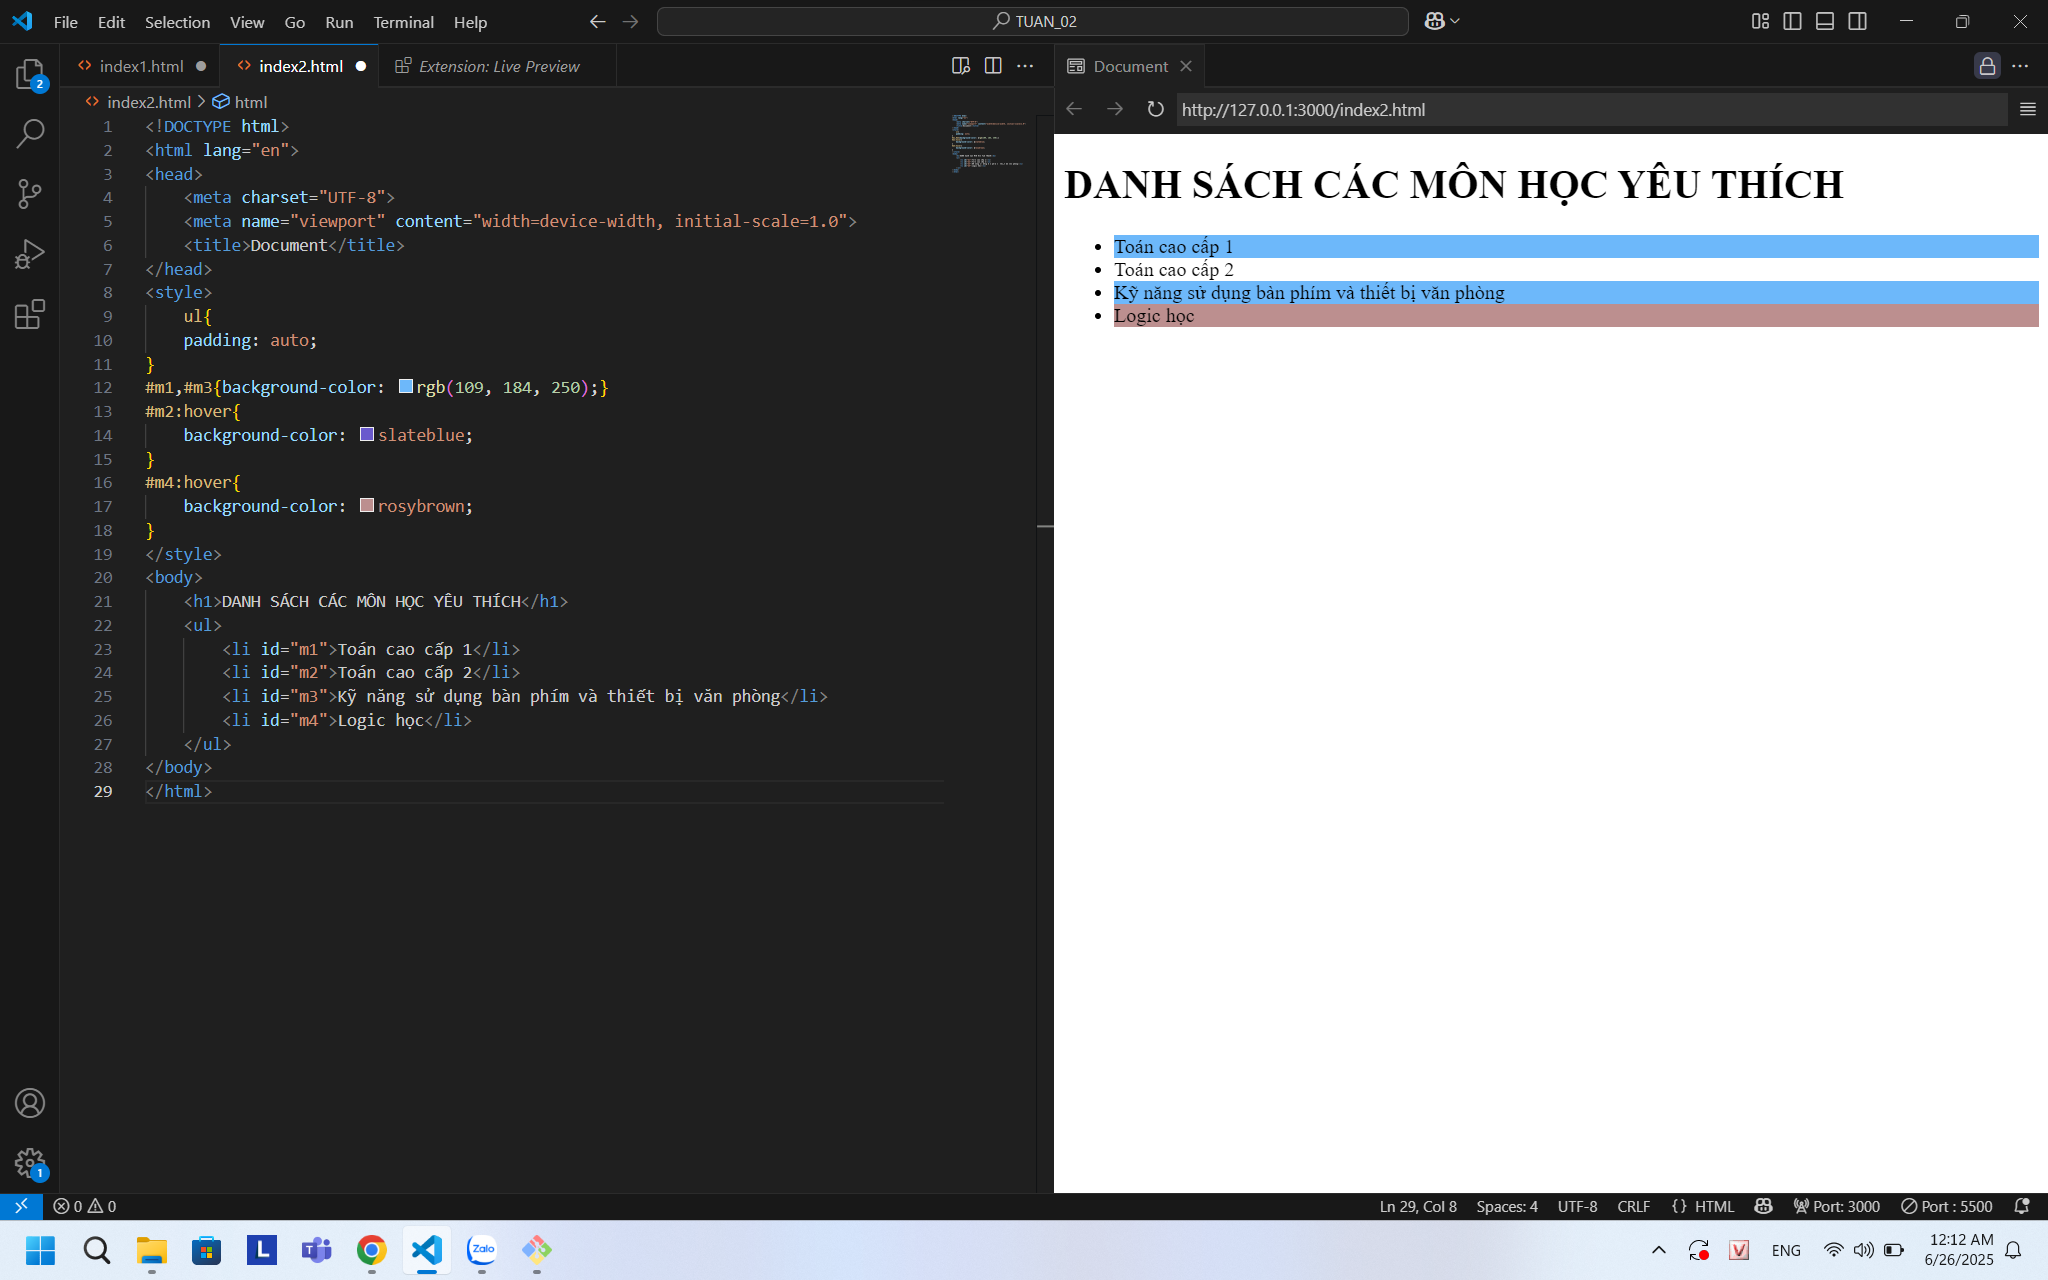 File Edit Selection View Go Run Terminal Help
TUAN_02
index1.html
index2.html
Extension: Live Preview
index2.html > html
1 <!DOCTYPE html>
2 <html lang="en">
3 <head>
4 <meta charset="UTF-8">
5 <meta name="viewport" content="width=device-width, initial-scale=1.0">
6 <title>Document</title>
7 </head>
8 <style>
9 ul{
10 padding: auto;
11 }
12 #m1,#m3{background-color: rgb(109, 184, 250);}
13 #m2:hover{
14 background-color: slateblue;
15 }
16 #m4:hover{
17 background-color: rosybrown;
18 }
19 </style>
20 <body>
21 <h1>DANH SÁCH CÁC MÔN HỌC YÊU THÍCH</h1>
22 <ul>
23 <li id="m1">Toán cao cấp 1</li>
24 <li id="m2">Toán cao cấp 2</li>
25 <li id="m3">Kỹ năng sử dụng bàn phím và thiết bị văn phòng</li>
26 <li id="m4">Logic học</li>
27 </ul>
28 </body>
29 </html>
Document
http://127.0.0.1:3000/index2.html
DANH SÁCH CÁC MÔN HỌC YÊU THÍCH
• Toán cao cấp 1
• Toán cao cấp 2
• Kỹ năng sử dụng bàn phím và thiết bị văn phòng
• Logic học
2
1
0 0
Ln 29, Col 8 Spaces: 4 UTF-8 CRLF {} HTML Port: 3000 Port : 5500
L
T
Zalo
V
ENG
12:12 AM
6/26/2025